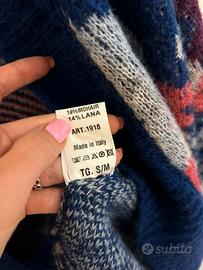 14%MOHAIR
14%LANA
ART.1918
Made in Italy
TG. S/M
subito